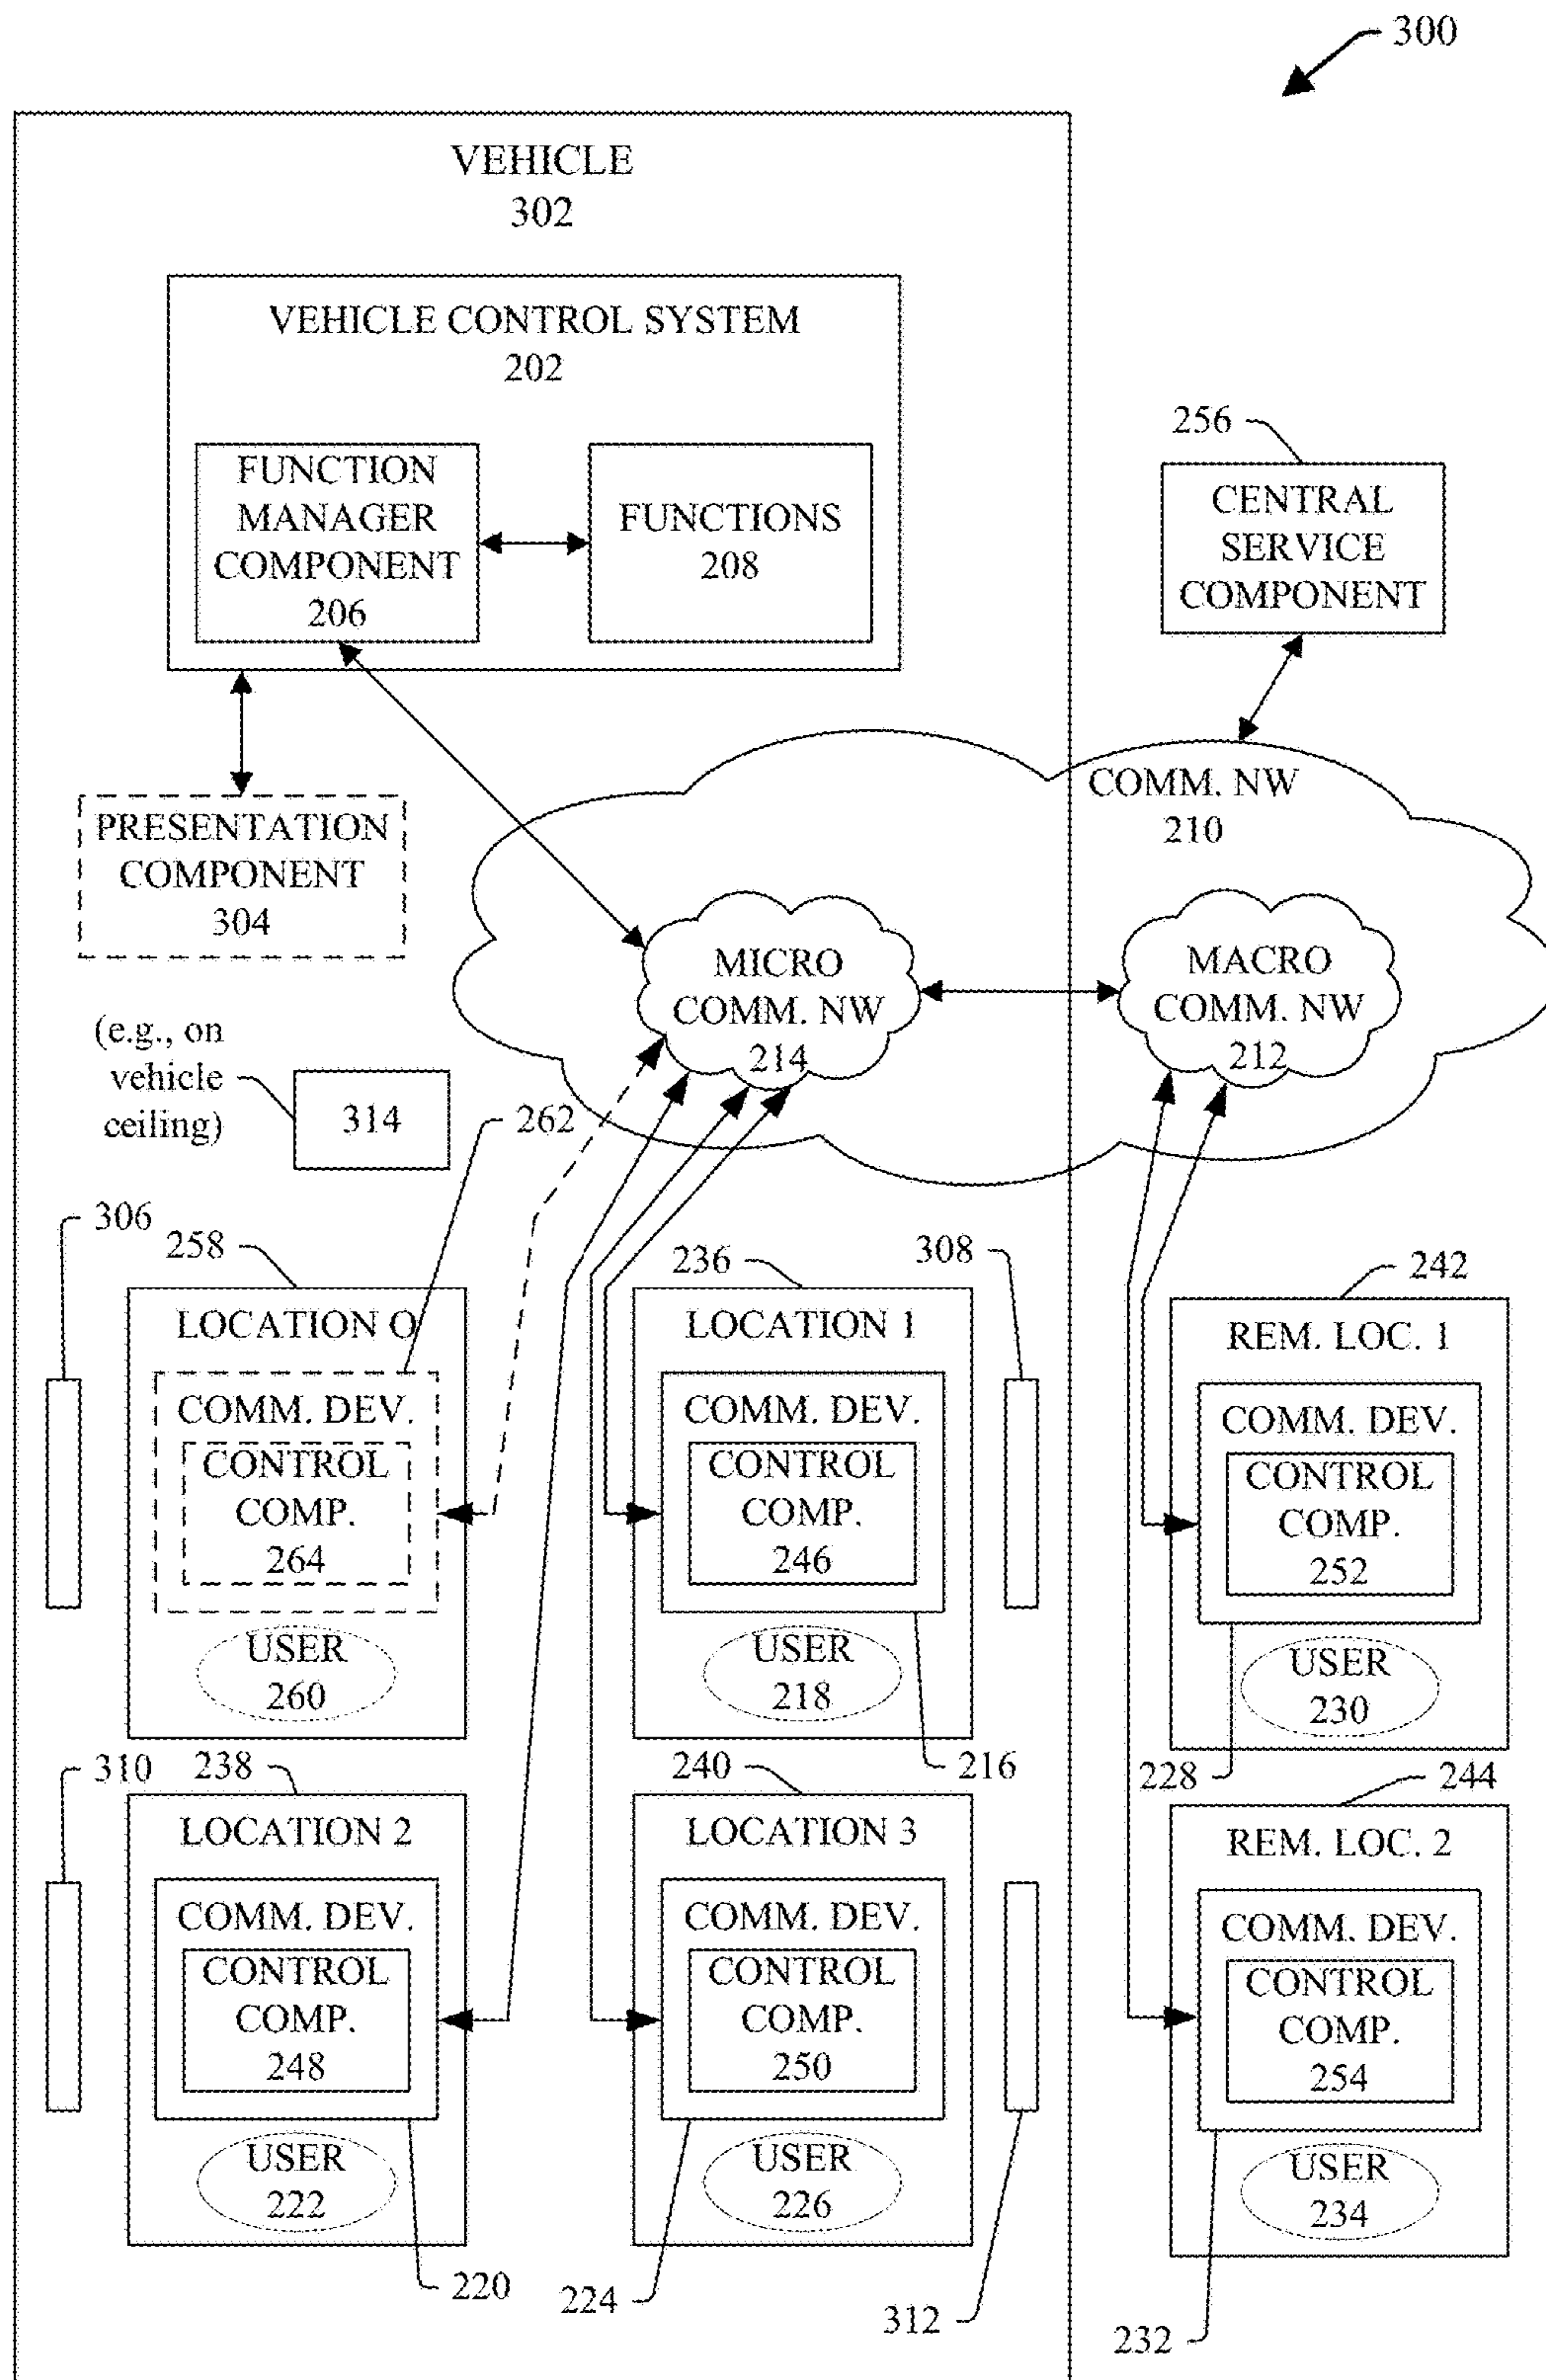 300
VEHICLE
302
VEHICLE CONTROL SYSTEM
202
FUNCTION
MANAGER
COMPONENT
206
FUNCTIONS
208
256
CENTRAL
SERVICE
COMPONENT
PRESENTATION
COMPONENT
304
COMM. NW
210
MICRO
COMM. NW
214
MACRO
COMM. NW
212
(e.g., on
vehicle
ceiling)
314
262
306
258
LOCATION O
COMM. DEV.
CONTROL
COMP.
264
USER
260
236
LOCATION 1
COMM. DEV.
CONTROL
COMP.
246
USER
218
216
308
242
REM. LOC. 1
COMM. DEV.
CONTROL
COMP.
252
USER
230
228
310
238
LOCATION 2
COMM. DEV.
CONTROL
COMP.
248
USER
222
220
240
LOCATION 3
COMM. DEV.
CONTROL
COMP.
250
USER
226
224
312
244
REM. LOC. 2
COMM. DEV.
CONTROL
COMP.
254
USER
234
232